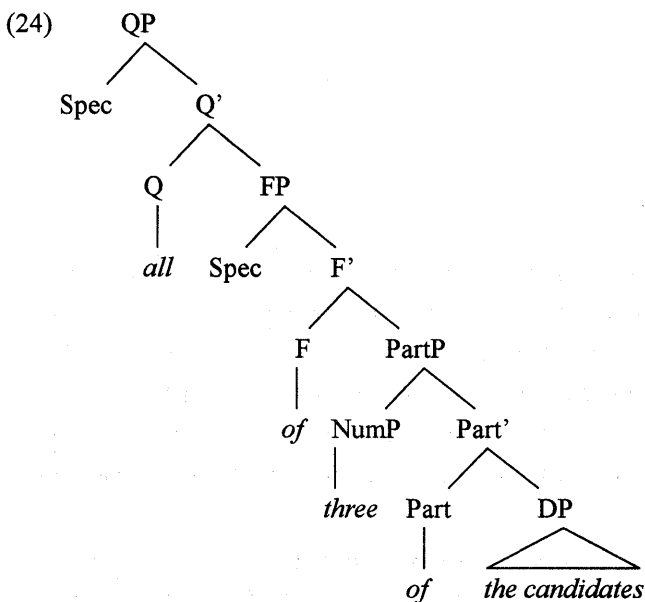 (24) QP
Spec Q’
Q FP
all Spec F’
F PartP
of NumP Part’
three Part DP
of the candidates